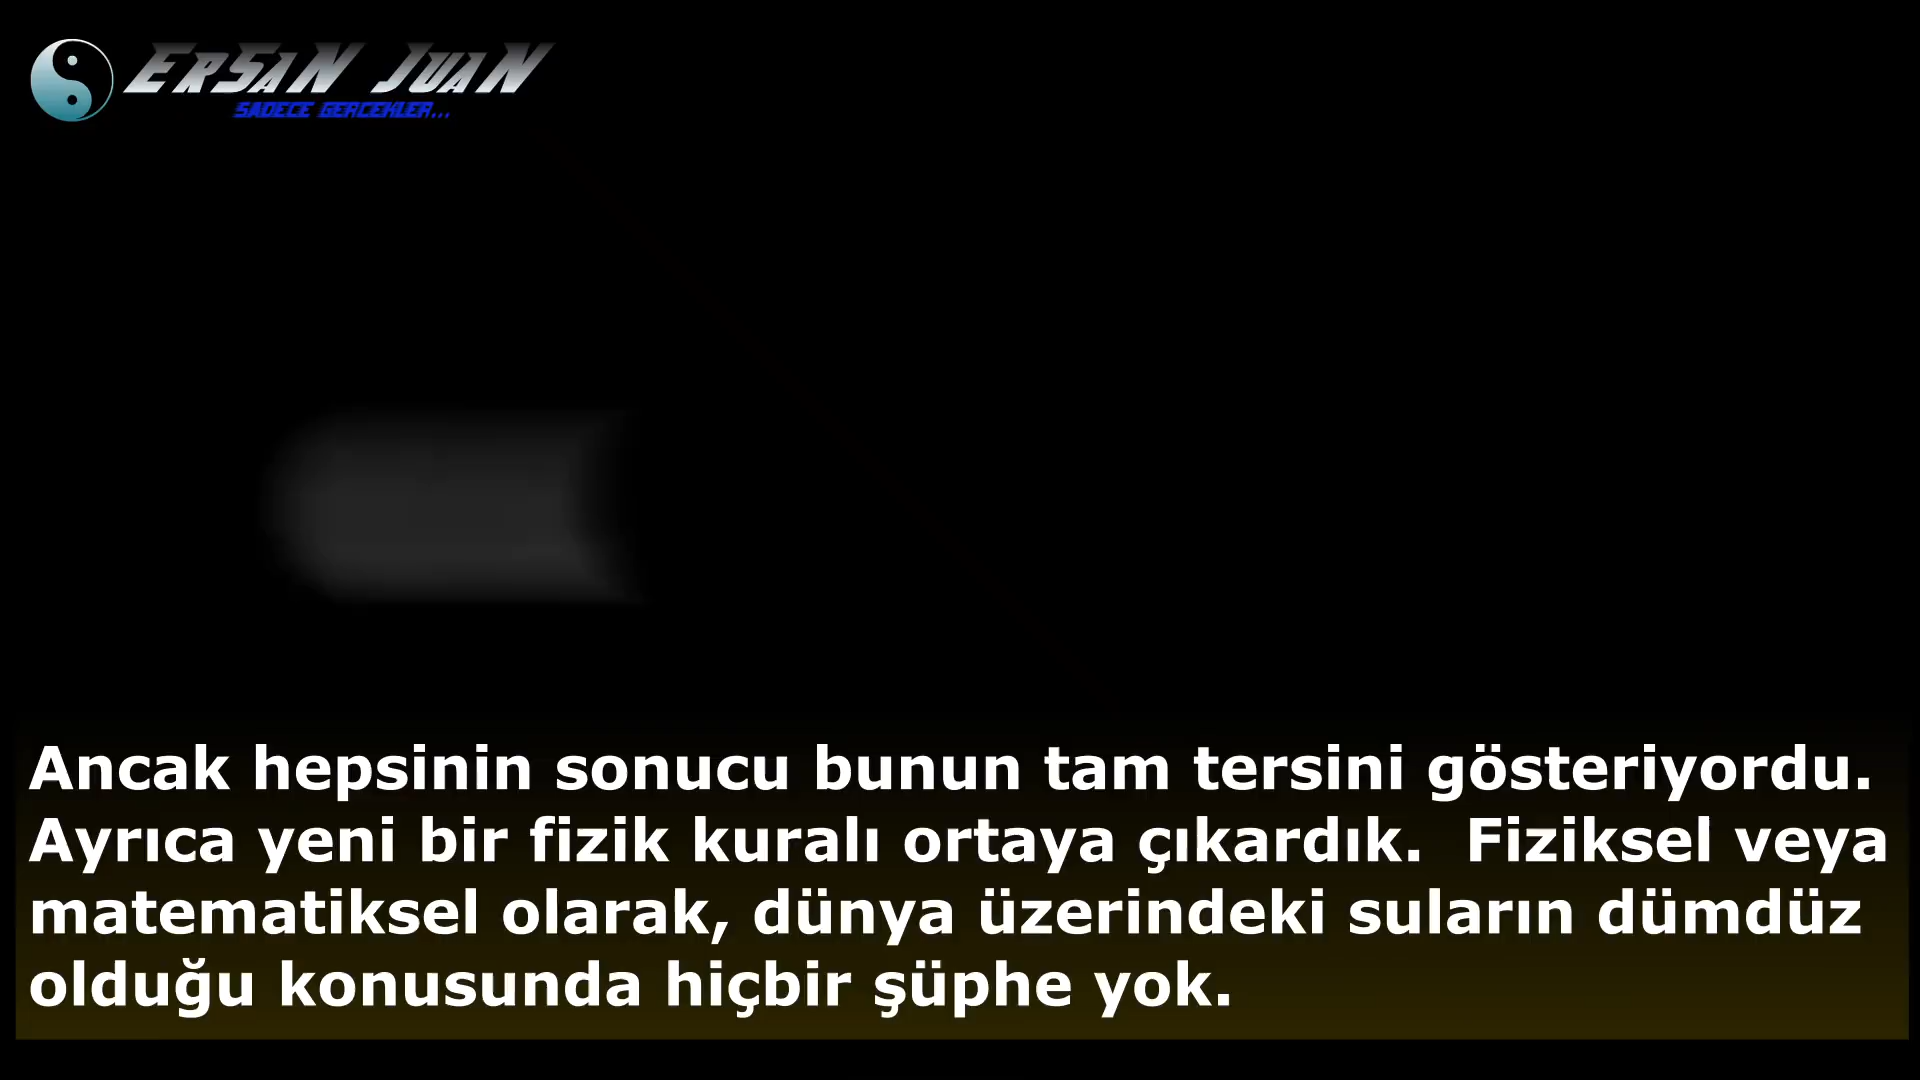 ErSaN JuaN
SADECE GERCEKLER...
Ancak hepsinin sonucu bunun tam tersini gösteriyordu.
Ayrıca yeni bir fizik kuralı ortaya çıkardık. Fiziksel veya
matematiksel olarak, dünya üzerindeki suların dümdüz
olduğu konusunda hiçbir şüphe yok.